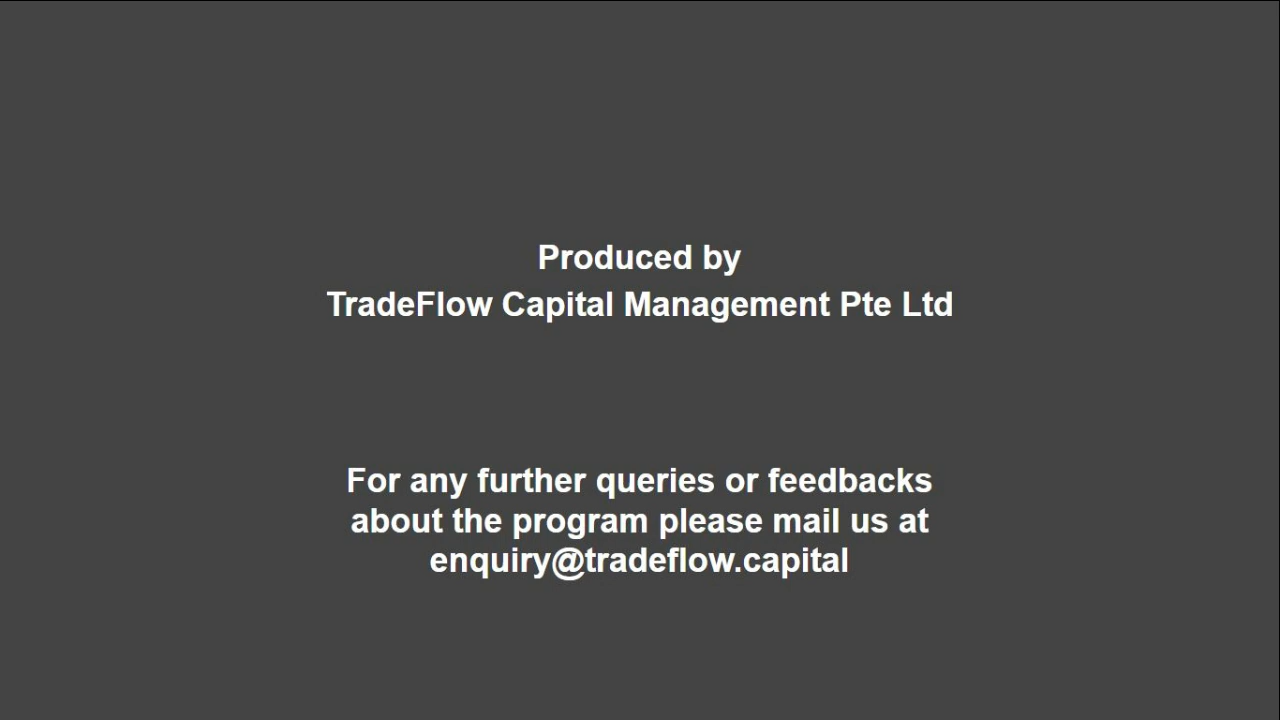 Produced by
TradeFlow Capital Management Pte Ltd
For any further queries or feedbacks
about the program please mail us at
enquiry@tradeflow.capital